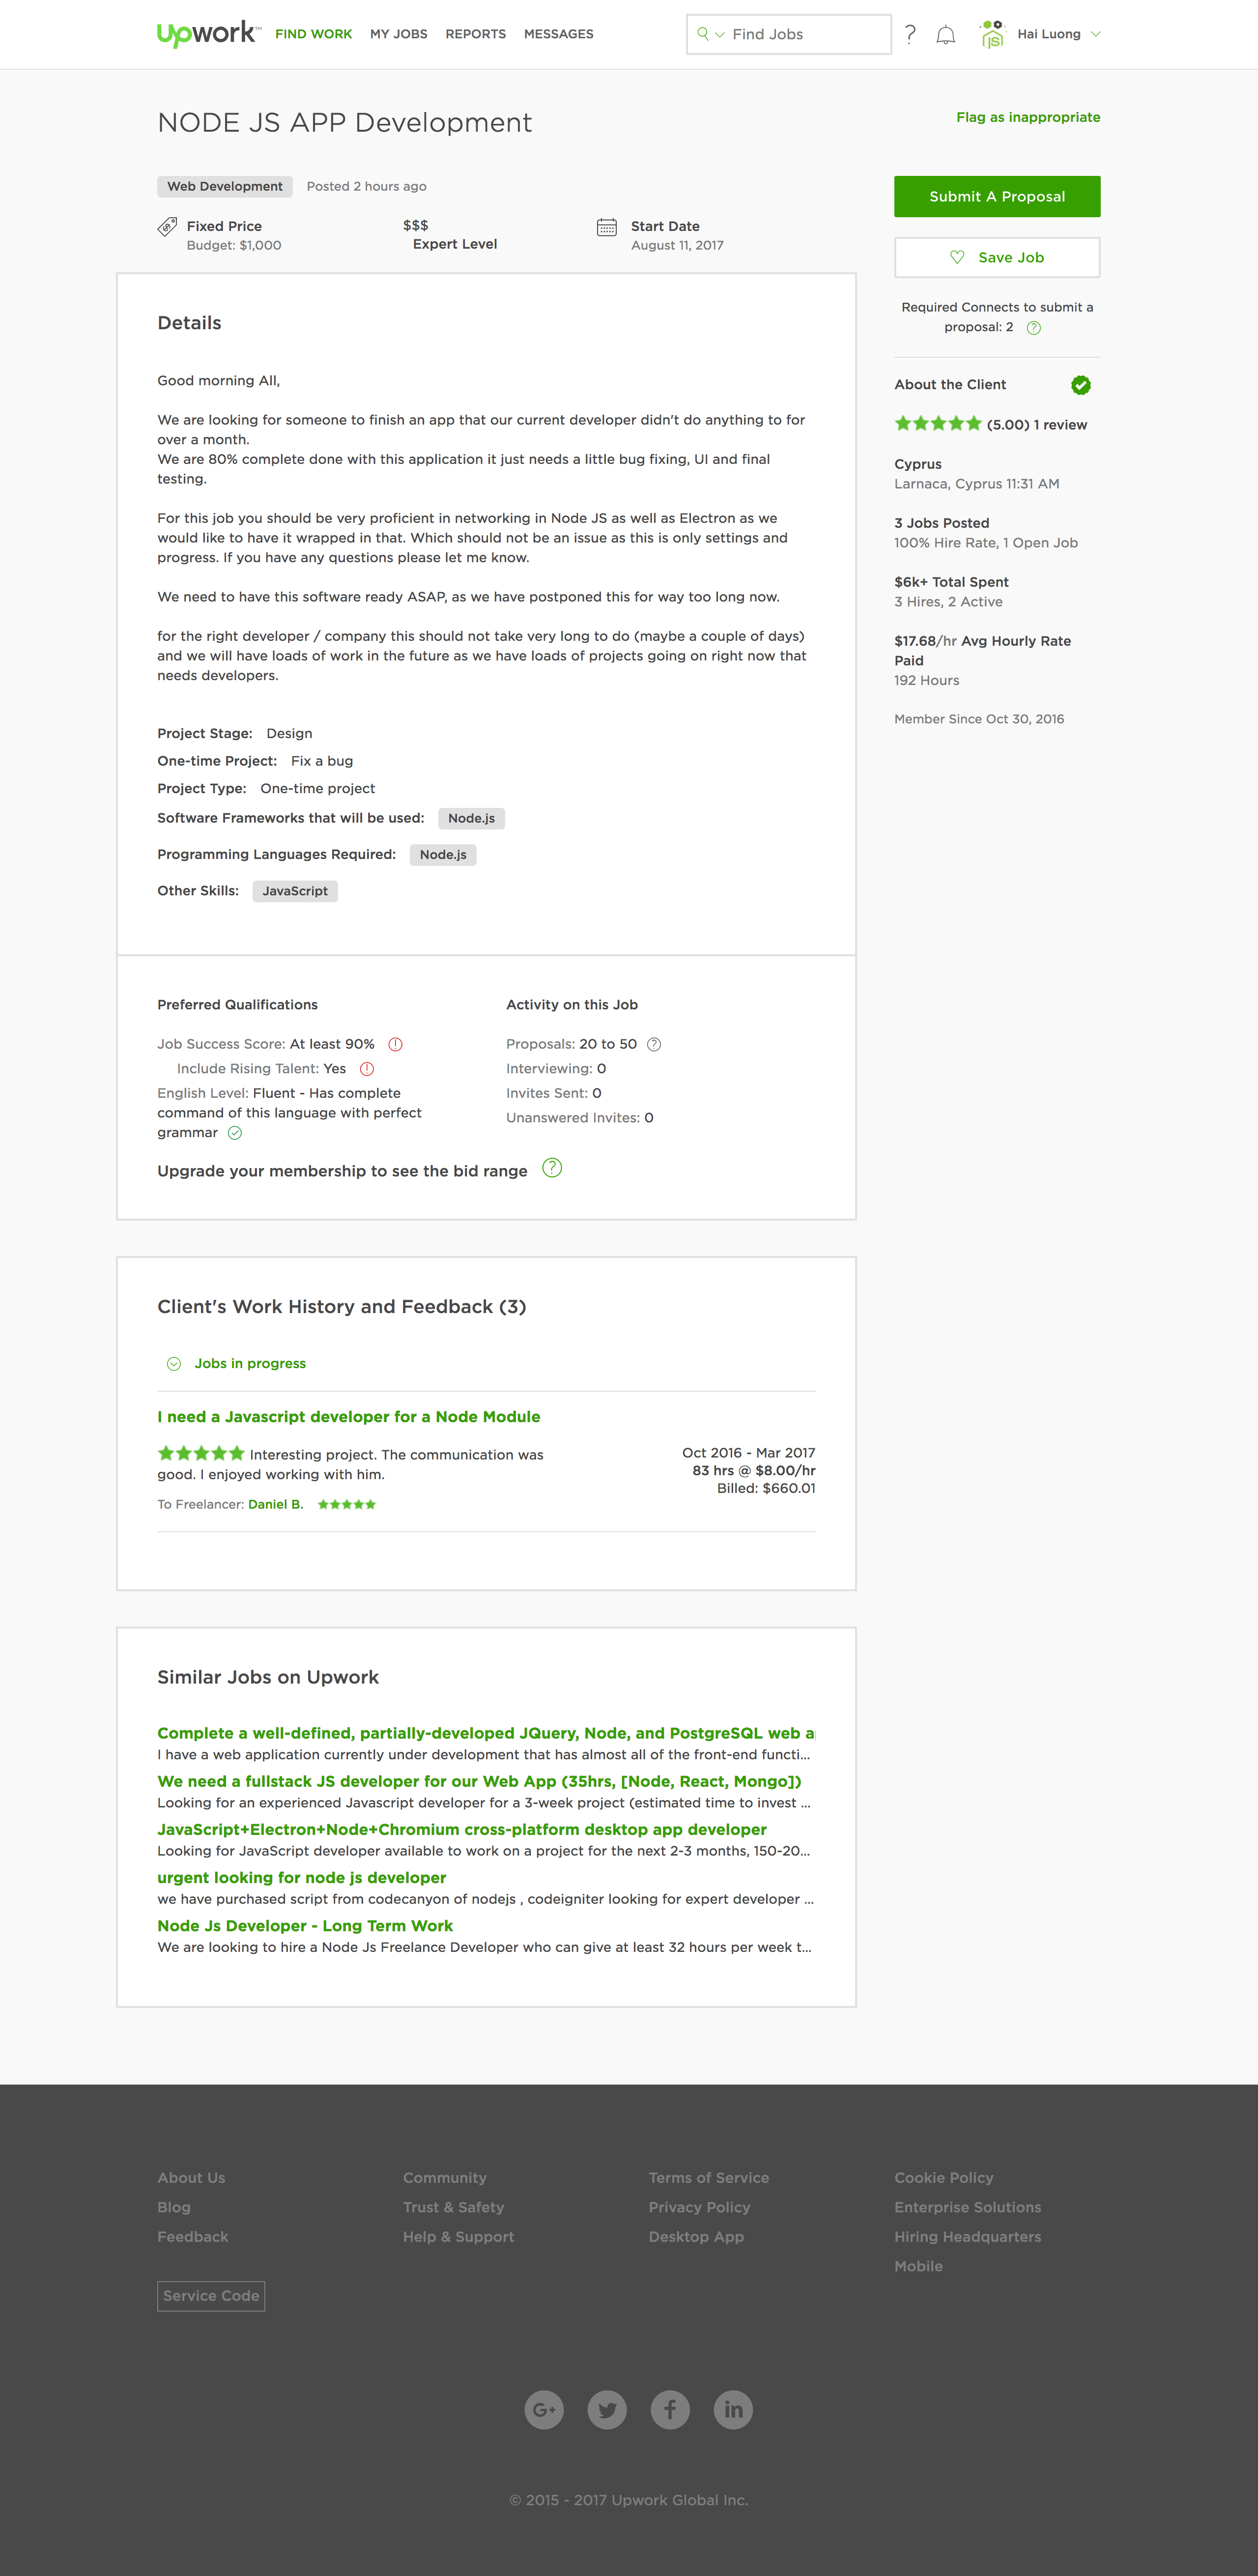 Upwork™ FIND WORK MY JOBS REPORTS MESSAGES Find Jobs ? js Hai Luong
NODE JS APP Development
Flag as inappropriate
Web Development Posted 2 hours ago
Submit A Proposal
Fixed Price
Budget: $1,000
$$$
Expert Level
Start Date
August 11, 2017
Save Job
Required Connects to submit a
proposal: 2 ?
Details
Good morning All,
We are looking for someone to finish an app that our current developer didn't do anything to for
over a month.
We are 80% complete done with this application it just needs a little bug fixing, UI and final
testing.
For this job you should be very proficient in networking in Node JS as well as Electron as we
would like to have it wrapped in that. Which should not be an issue as this is only settings and
progress. If you have any questions please let me know.
We need to have this software ready ASAP, as we have postponed this for way too long now.
for the right developer / company this should not take very long to do (maybe a couple of days)
and we will have loads of work in the future as we have loads of projects going on right now that
needs developers.
Project Stage: Design
One-time Project: Fix a bug
Project Type: One-time project
Software Frameworks that will be used: Node.js
Programming Languages Required: Node.js
Other Skills: JavaScript
About the Client
(5.00) 1 review
Cyprus
Larnaca, Cyprus 11:31 AM
3 Jobs Posted
100% Hire Rate, 1 Open Job
$6k+ Total Spent
3 Hires, 2 Active
$17.68/hr Avg Hourly Rate
Paid
192 Hours
Member Since Oct 30, 2016
Preferred Qualifications
Job Success Score: At least 90% !
Include Rising Talent: Yes !
English Level: Fluent - Has complete
command of this language with perfect
grammar
Activity on this Job
Proposals: 20 to 50 ?
Interviewing: 0
Invites Sent: 0
Unanswered Invites: 0
Upgrade your membership to see the bid range ?
Client's Work History and Feedback (3)
Jobs in progress
I need a Javascript developer for a Node Module
Interesting project. The communication was
good. I enjoyed working with him.
To Freelancer: Daniel B.
Oct 2016 - Mar 2017
83 hrs @ $8.00/hr
Billed: $660.01
Similar Jobs on Upwork
Complete a well-defined, partially-developed JQuery, Node, and PostgreSQL web a
I have a web application currently under development that has almost all of the front-end functi...
We need a fullstack JS developer for our Web App (35hrs, [Node, React, Mongo])
Looking for an experienced Javascript developer for a 3-week project (estimated time to invest ...
JavaScript+Electron+Node+Chromium cross-platform desktop app developer
Looking for JavaScript developer available to work on a project for the next 2-3 months, 150-20...
urgent looking for node js developer
we have purchased script from codecanyon of nodejs , codeigniter looking for expert developer ...
Node Js Developer - Long Term Work
We are looking to hire a Node Js Freelance Developer who can give at least 32 hours per week t...
About Us
Blog
Feedback
Community
Trust & Safety
Help & Support
Terms of Service
Privacy Policy
Desktop App
Cookie Policy
Enterprise Solutions
Hiring Headquarters
Mobile
Service Code
G+ f in
© 2015 - 2017 Upwork Global Inc.